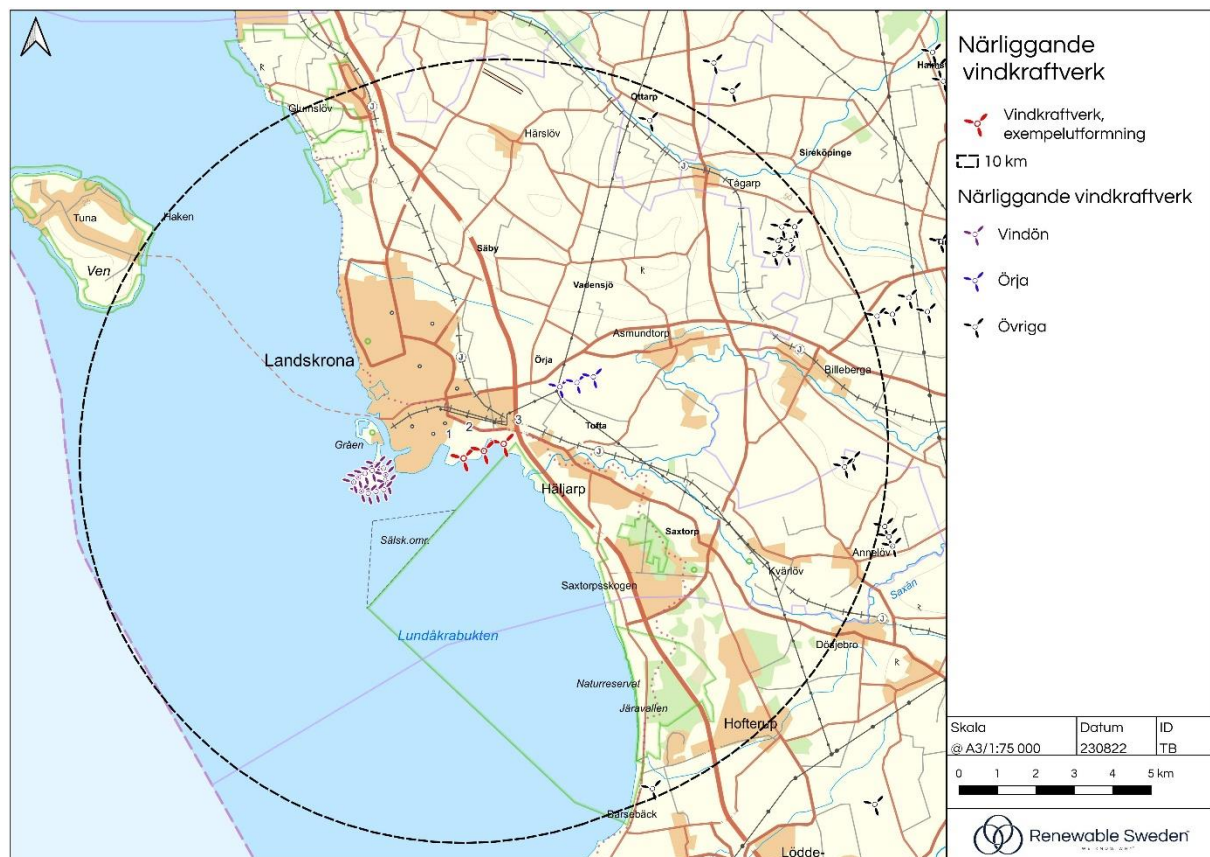 Glumslöv
Härslöv
Ottarp
Sireköpinge
Tågarp
Tuna
Haken
Ven
Säby
Vadensjö
Landskrona
Örja
Asmundtorp
Billeberga
Gråen
1
2
3
Tofta
Häljarp
Sälsk.omr.
Saxtorp
Annelöv
Kvärlöv
Saxtorpsskogen
Saxån
Lundåkrabukten
Dösjebro
Naturreservat
Järavallen
Hofterup
Barsebäck
Lödde-
J
J
J
J
J
J
R
R
R
R
Närliggande
vindkraftverk
Vindkraftverk,
exempelutformning
10 km
Närliggande vindkraftverk
Vindön
Örja
Övriga
Skala
@ A3/1:75 000
Datum
230822
ID
TB
0 1 2 3 4 5 km
Renewable Sweden